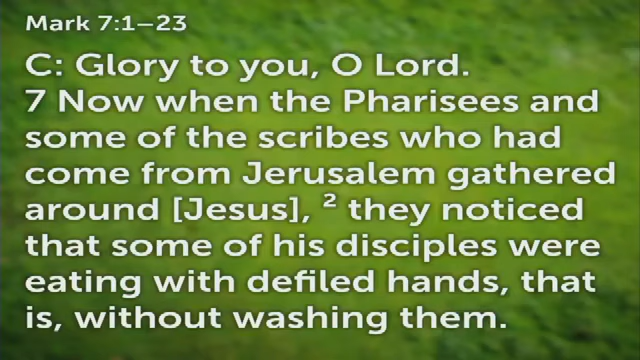 Mark 7:1–23
C: Glory to you, O Lord.
7 Now when the Pharisees and
some of the scribes who had
come from Jerusalem gathered
around [Jesus], ² they noticed
that some of his disciples were
eating with defiled hands, that
is, without washing them.